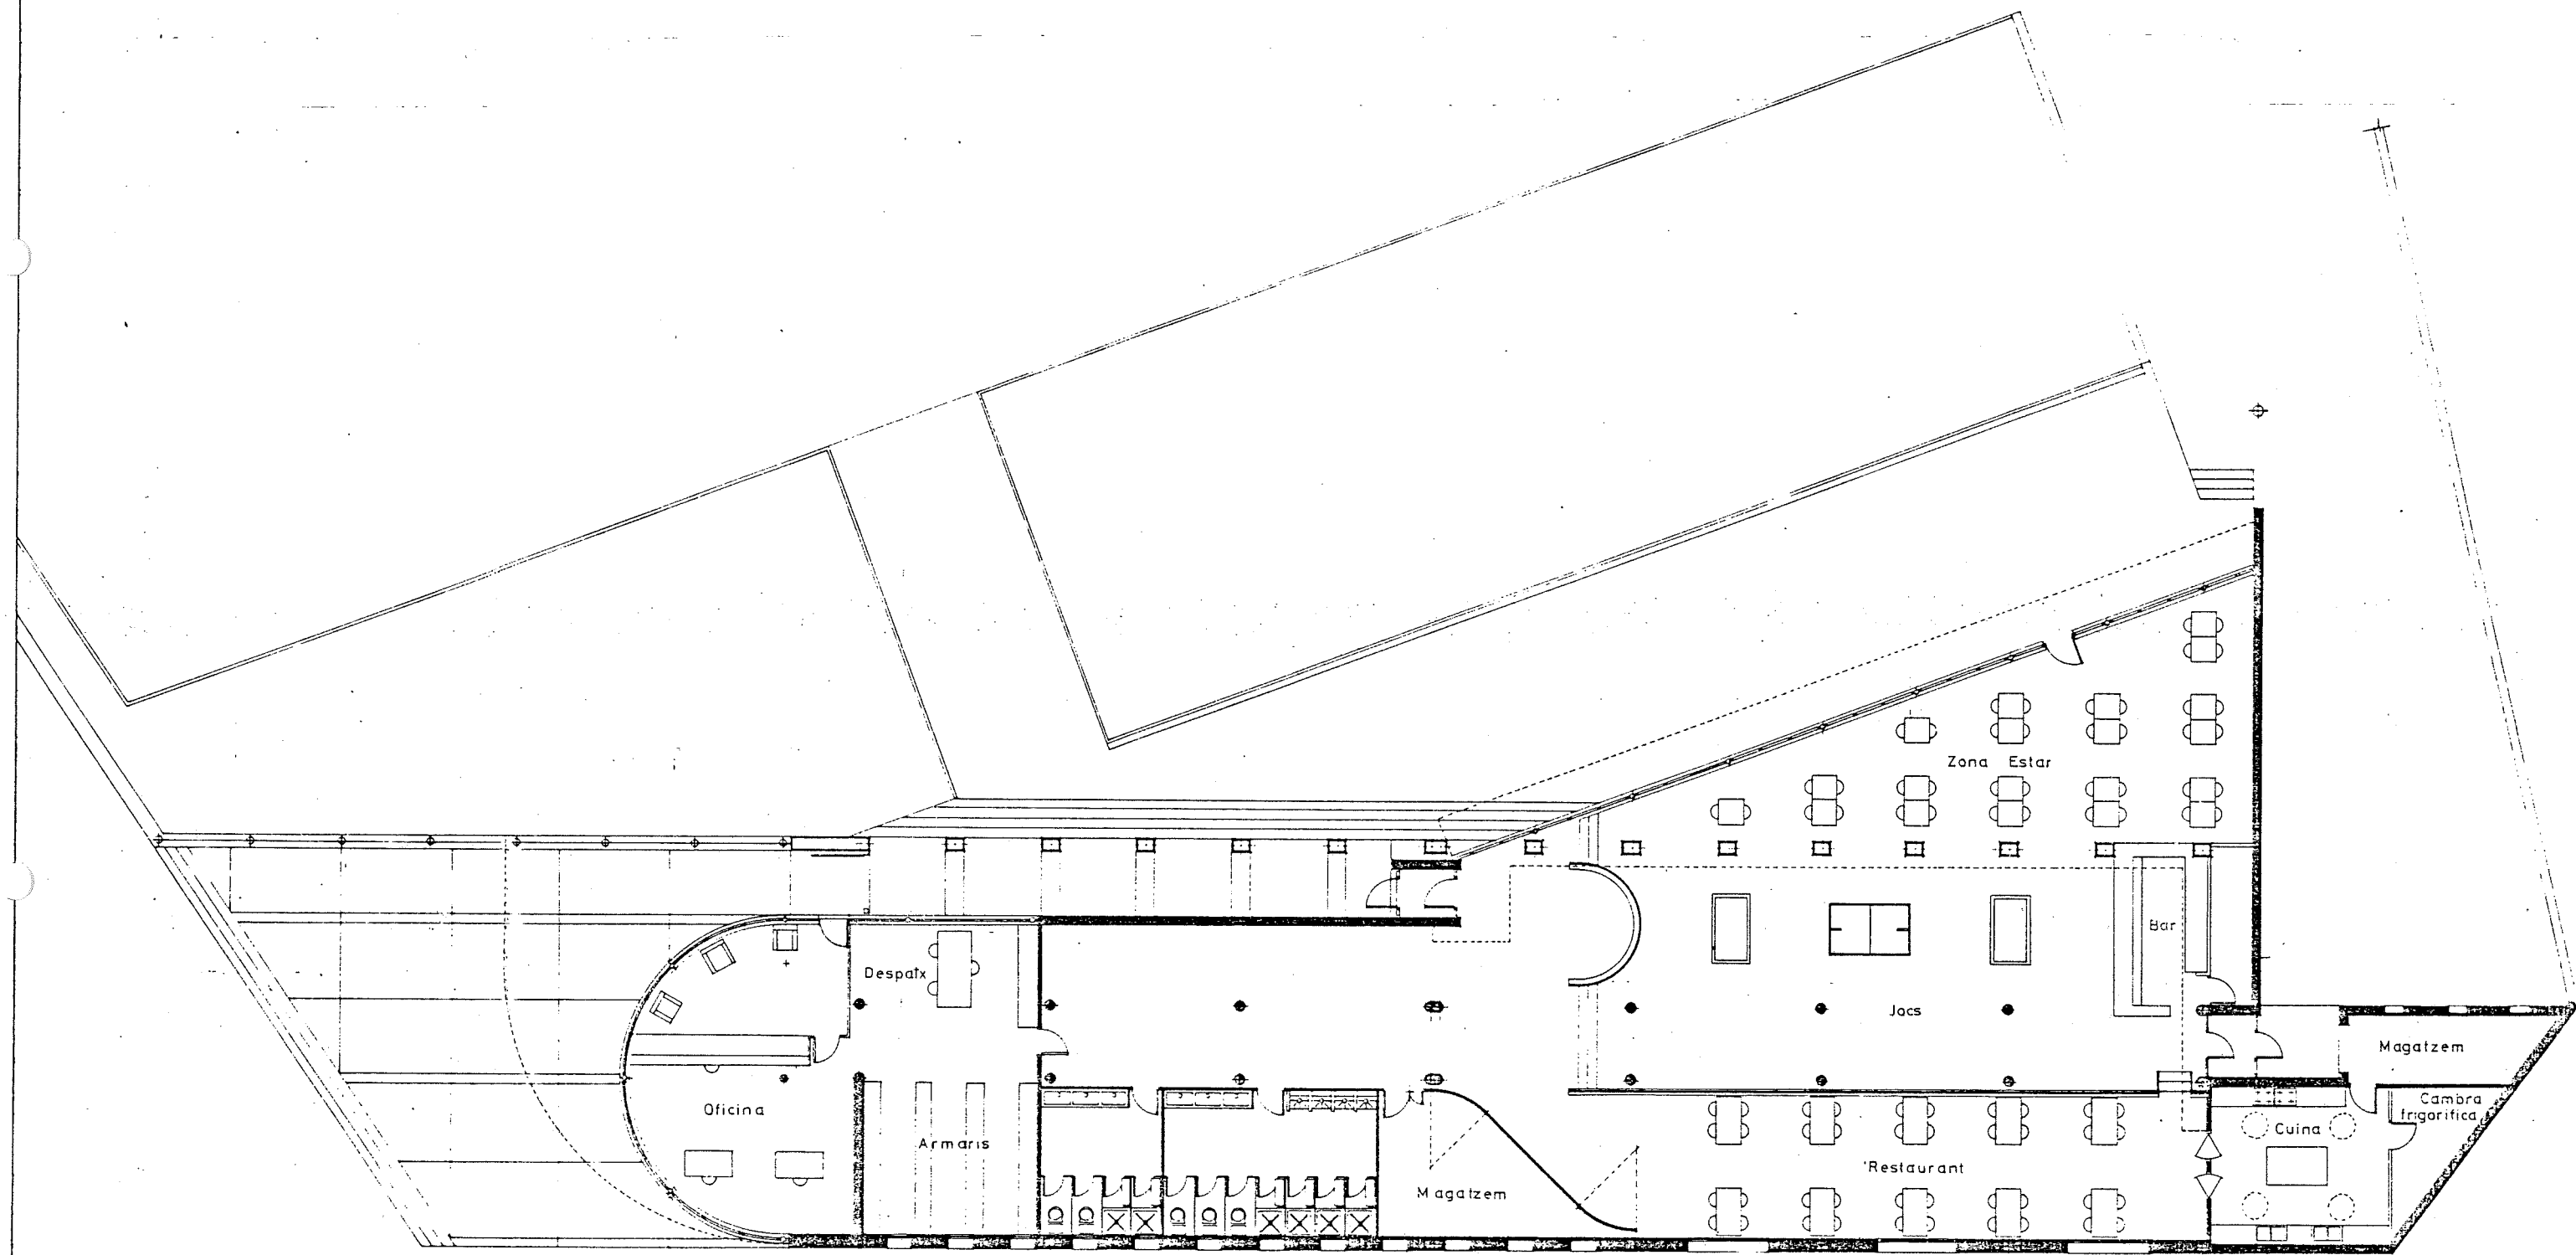 Zona Estar
Bar
Despatx
Jocs
Magatzem
Oficina
Cambra
frigorifica
Cuina
Armaris
Restaurant
Magatzem